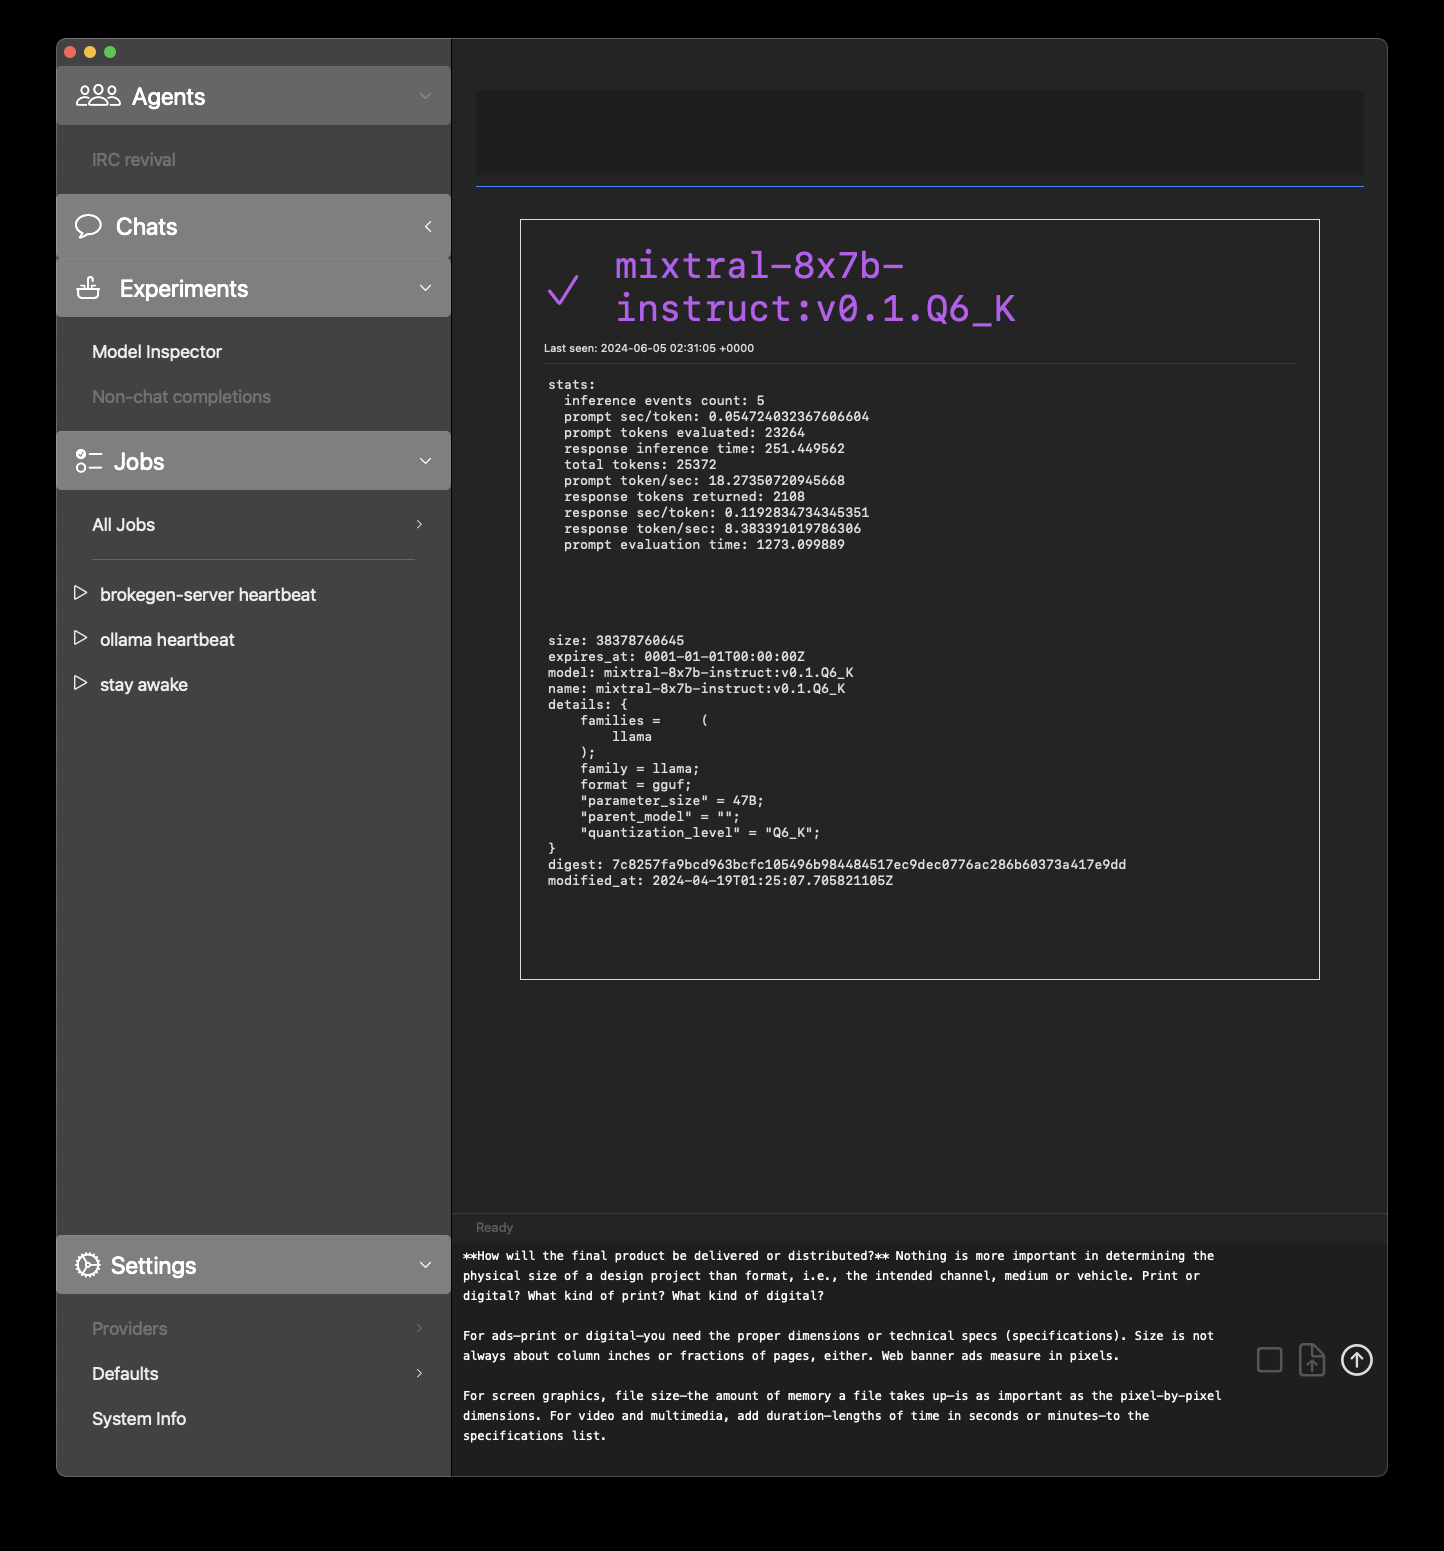 Agents
IRC revival
Chats
Experiments
Model Inspector
Non-chat completions
Jobs
All Jobs
brokegen-server heartbeat
ollama heartbeat
stay awake
Settings
Providers
Defaults
System Info
mixtral-8x7b-
instruct:v0.1.Q6_K
Last seen: 2024-06-05 02:31:05 +0000
stats:
inference events count: 5
prompt sec/token: 0.054724032367606604
prompt tokens evaluated: 23264
response inference time: 251.449562
total tokens: 25372
prompt token/sec: 18.27350720945668
response tokens returned: 2108
response sec/token: 0.1192834734345351
response token/sec: 8.383391019786306
prompt evaluation time: 1273.099889
size: 38378760645
expires_at: 0001-01-01T00:00:00Z
model: mixtral-8x7b-instruct:v0.1.Q6_K
name: mixtral-8x7b-instruct:v0.1.Q6_K
details: {
families =     (
llama
);
family = llama;
format = gguf;
"parameter_size" = 47B;
"parent_model" = "";
"quantization_level" = "Q6_K";
}
digest: 7c8257fa9bcd963bcfc105496b984484517ec9dec0776ac286b60373a417e9dd
modified_at: 2024-04-19T01:25:07.705821105Z
Ready
**How will the final product be delivered or distributed?** Nothing is more important in determining the
physical size of a design project than format, i.e., the intended channel, medium or vehicle. Print or
digital? What kind of print? What kind of digital?
For ads—print or digital—you need the proper dimensions or technical specs (specifications). Size is not
always about column inches or fractions of pages, either. Web banner ads measure in pixels.
For screen graphics, file size—the amount of memory a file takes up—is as important as the pixel-by-pixel
dimensions. For video and multimedia, add duration—lengths of time in seconds or minutes—to the
specifications list.